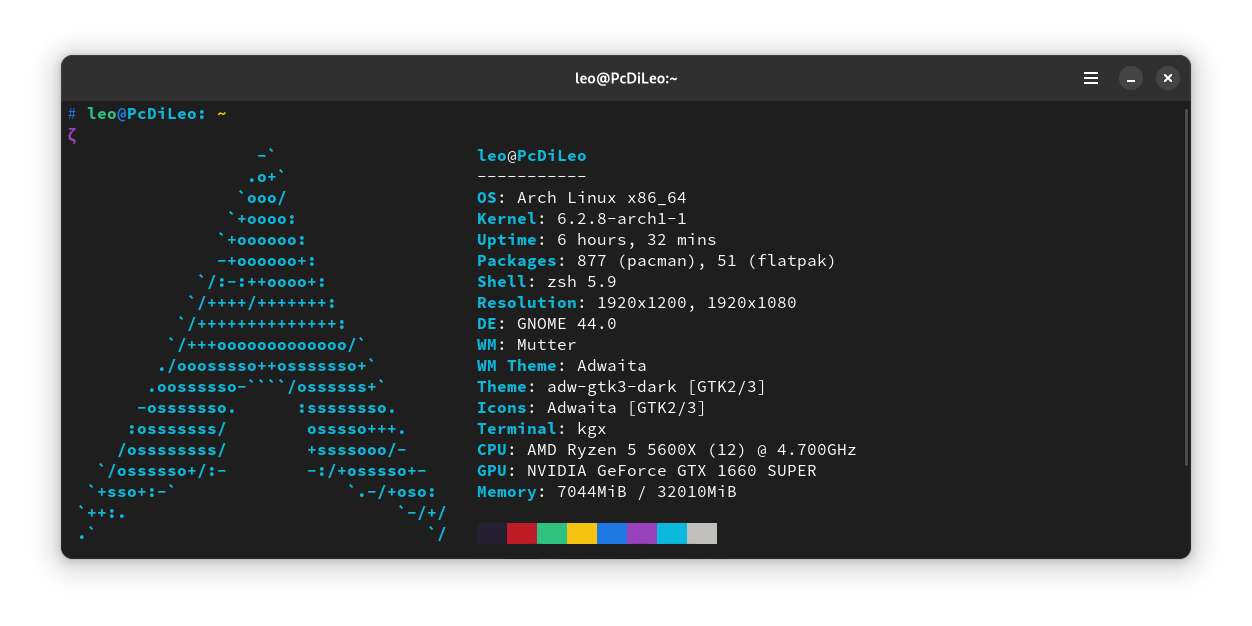 leo@PcDiLeo:~
# leo@PcDiLeo: ~
ζ
                   -`                    leo@PcDiLeo
                  .o+`                   -----------
                 `ooo/                   OS: Arch Linux x86_64
                `+oooo:                  Kernel: 6.2.8-arch1-1
               `+oooooo:                 Uptime: 6 hours, 32 mins
               -+oooooo+:                Packages: 877 (pacman), 51 (flatpak)
             `/:-:++oooo+:               Shell: zsh 5.9
            `/++++/+++++++:              Resolution: 1920x1200, 1920x1080
           `/++++++++++++++:             DE: GNOME 44.0
          `/+++ooooooooooooo/`           WM: Mutter
         ./ooosssso++osssssso+`          WM Theme: Adwaita
        .oossssso-````/ossssss+`         Theme: adw-gtk3-dark [GTK2/3]
       -osssssso.      :ssssssso.        Icons: Adwaita [GTK2/3]
      :osssssss/        osssso+++.       Terminal: kgx
     /ossssssss/        +ssssooo/-       CPU: AMD Ryzen 5 5600X (12) @ 4.700GHz
   `/ossssso+/:-        -:/+osssso+-     GPU: NVIDIA GeForce GTX 1660 SUPER
  `+sso+:-`                 `.-/+oso:    Memory: 7044MiB / 32010MiB
 `++:.                           `-/+/
 .`                                 `/